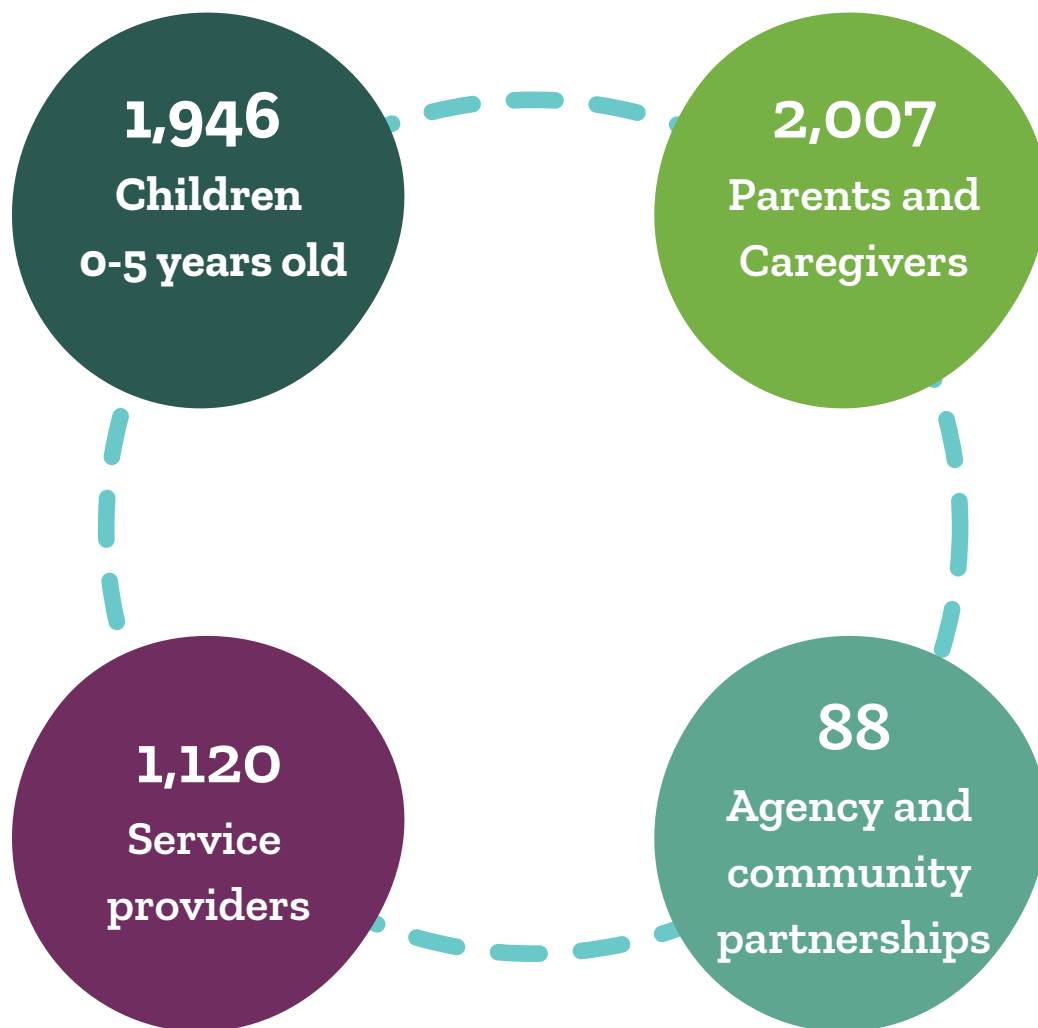 1,946
Children
0-5 years old
2,007
Parents and
Caregivers
1,120
Service
providers
88
Agency and
community
partnerships